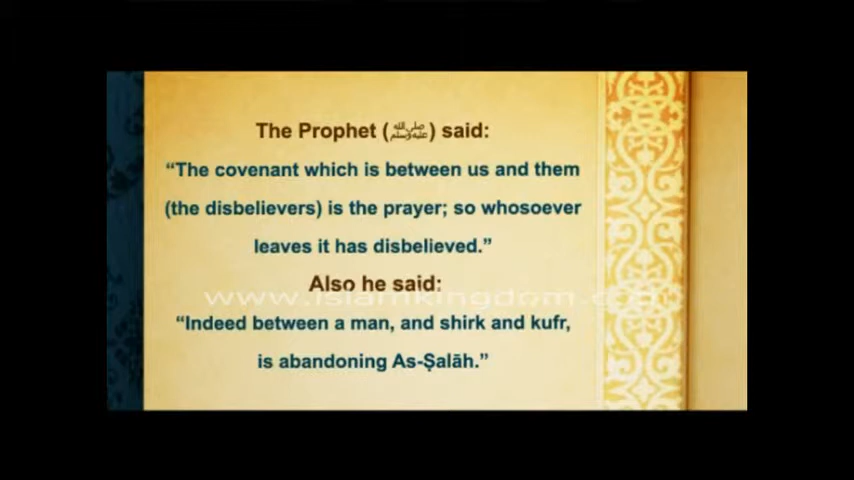 The Prophet (ﷺ) said:
“The covenant which is between us and them
(the disbelievers) is the prayer; so whosoever
leaves it has disbelieved.”
Also he said:
www.islamkingdom.com
“Indeed between a man, and shirk and kufr,
is abandoning As-Ṣalāh.”